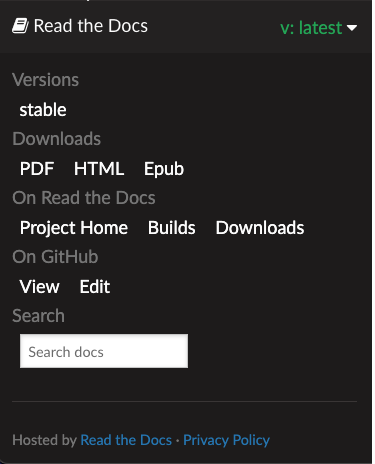 Read the Docs v: latest
Versions
stable
Downloads
PDF HTML Epub
On Read the Docs
Project Home Builds Downloads
On GitHub
View Edit
Search
Search docs
Hosted by Read the Docs · Privacy Policy